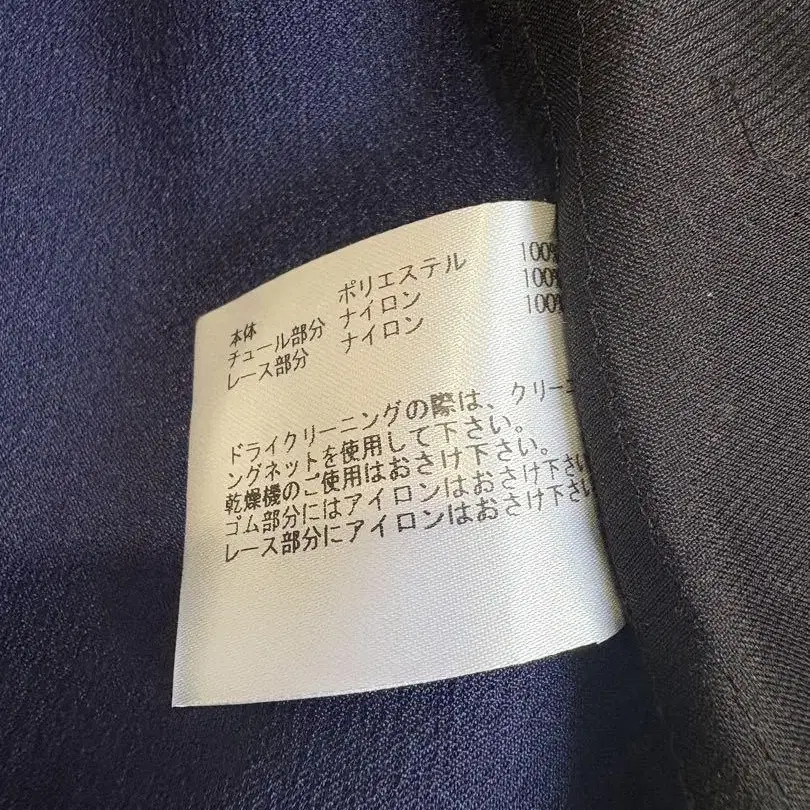 本体 ポリエステル 100%
チュール部分 ナイロン 100%
レース部分 ナイロン 100%
ドライクリーニングの際は、クリーニ
ングネットを使用して下さい。
乾燥機のご使用はおさけ下さい。
ゴム部分にはアイロンはおさけ下さい
レース部分にアイロンはおさけ下さい